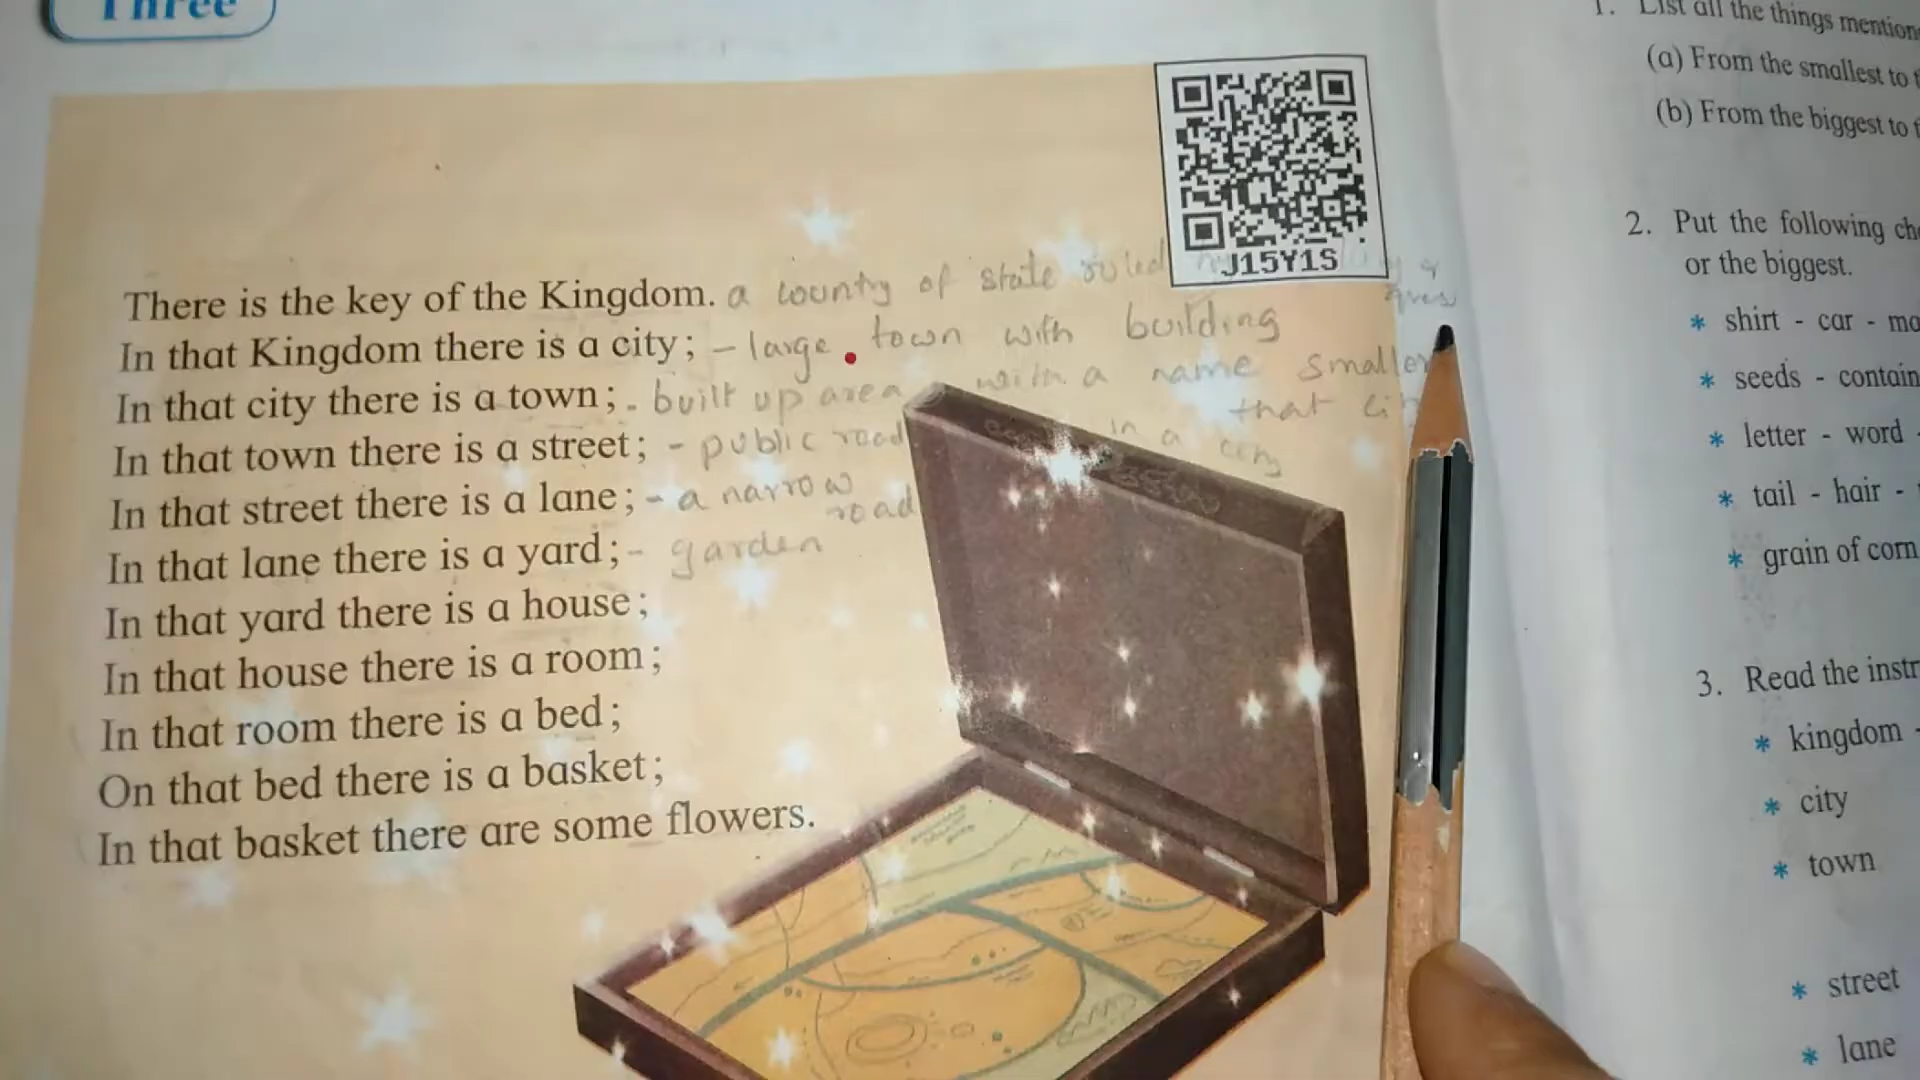 Three
J15Y1S
There is the key of the Kingdom. a country of state ruled
In that Kingdom there is a city; - large town with building
In that city there is a town; - built up area with a name smaller
that
In that town there is a street; - public road in a city
In that street there is a lane; - a narrow
road
In that lane there is a yard; - garden
In that yard there is a house;
In that house there is a room;
In that room there is a bed;
On that bed there is a basket;
In that basket there are some flowers.
1. List all the things
(a) From the smallest to
(b) From the biggest to
2. Put the following
or the biggest.
* shirt - car -
* seeds -
* letter - word -
* tail - hair -
* grain of corn
3. Read the
* kingdom -
* city
* town
* street
* lane